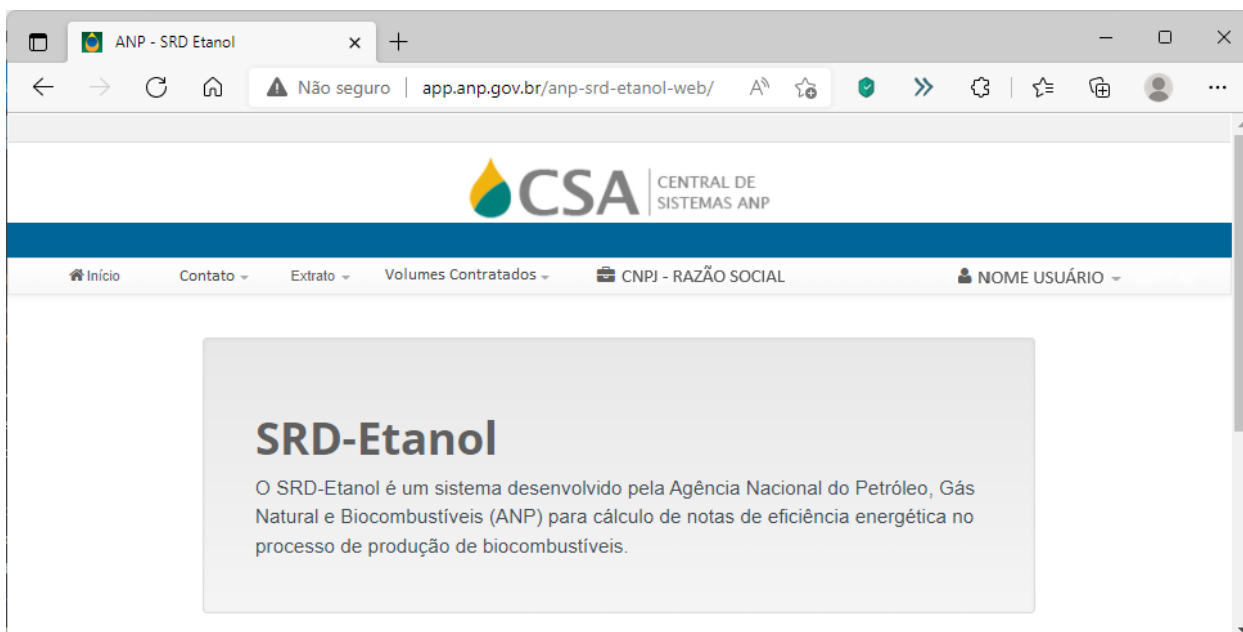 ANP - SRD Etanol
Não seguro | app.anp.gov.br/anp-srd-etanol-web/
CSA CENTRAL DE
SISTEMAS ANP
Início Contato Extrato Volumes Contratados CNPJ - RAZÃO SOCIAL NOME USUÁRIO
SRD-Etanol
O SRD-Etanol é um sistema desenvolvido pela Agência Nacional do Petróleo, Gás
Natural e Biocombustíveis (ANP) para cálculo de notas de eficiência energética no
processo de produção de biocombustíveis.